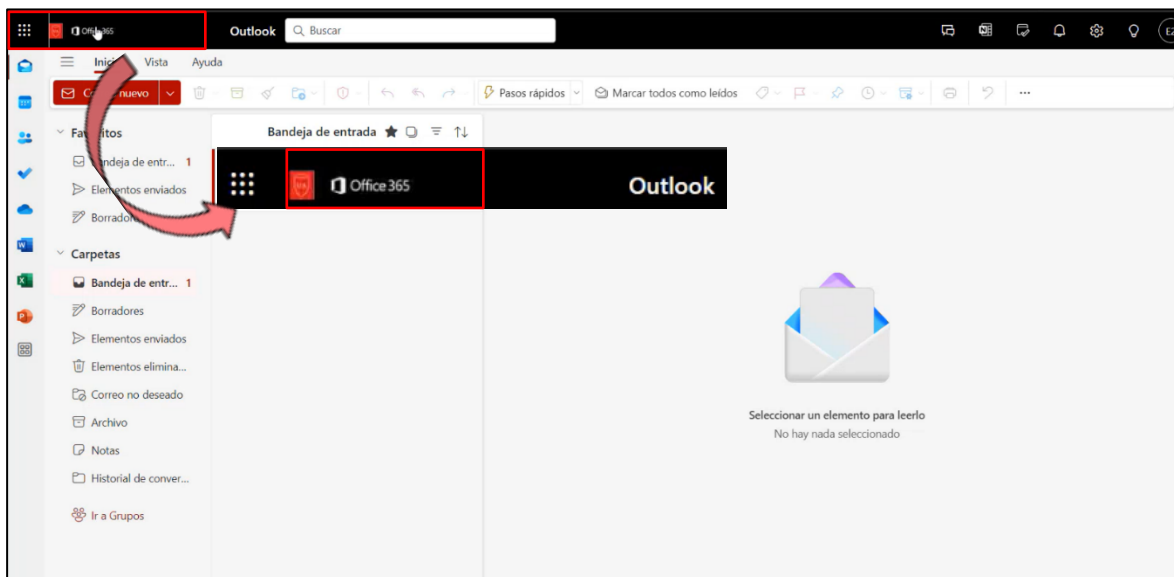 Office 365
Outlook
Buscar
Inicio Vista Ayuda
nuevo
Pasos rápidos
Marcar todos como leídos
Favoritos
Bandeja de entrada
Bandeja de entr... 1
Office 365
Outlook
Elementos enviados
Carpetas
Bandeja de entr... 1
Borradores
Elementos enviados
Elementos elimina...
Correo no deseado
Archivo
Notas
Historial de conver...
Ir a Grupos
Seleccionar un elemento para leerlo
No hay nada seleccionado